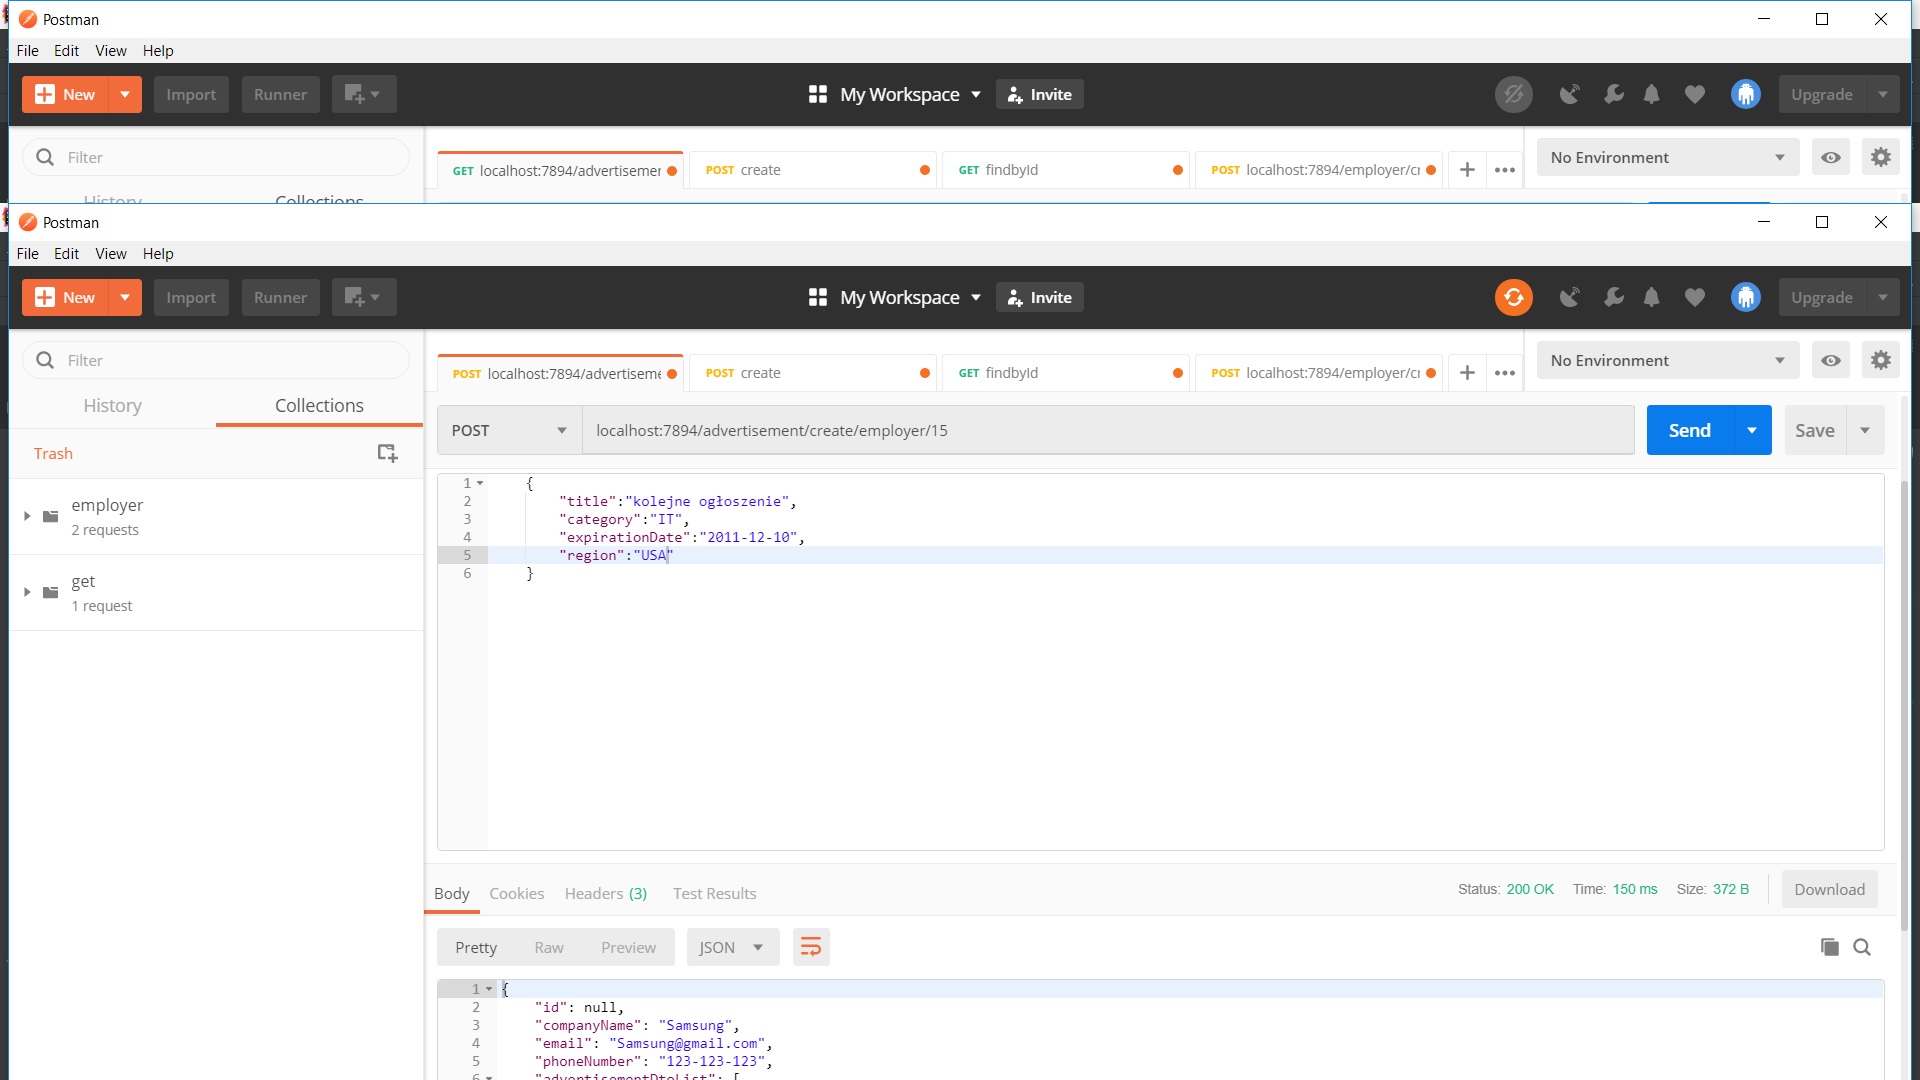 Postman
File Edit View Help
New Import Runner My Workspace Invite Upgrade
Filter
GET localhost:7894/advertisemer POST create GET findbyId POST localhost:7894/employer/cr No Environment
History Collections
Postman
File Edit View Help
New Import Runner My Workspace Invite Upgrade
Filter
POST localhost:7894/advertiseme POST create GET findbyId POST localhost:7894/employer/cr No Environment
History Collections
POST localhost:7894/advertisement/create/employer/15 Send Save
Trash
employer
2 requests
get
1 request
1 {
2 "title":"kolejne ogłoszenie",
3 "category":"IT",
4 "expirationDate":"2011-12-10",
5 "region":"USA"
6 }
Body Cookies Headers (3) Test Results Status: 200 OK Time: 150 ms Size: 372 B Download
Pretty Raw Preview JSON
1 {
2 "id": null,
3 "companyName": "Samsung",
4 "email": "Samsung@gmail.com",
5 "phoneNumber": "123-123-123",
6 "advertisementDtoList": [